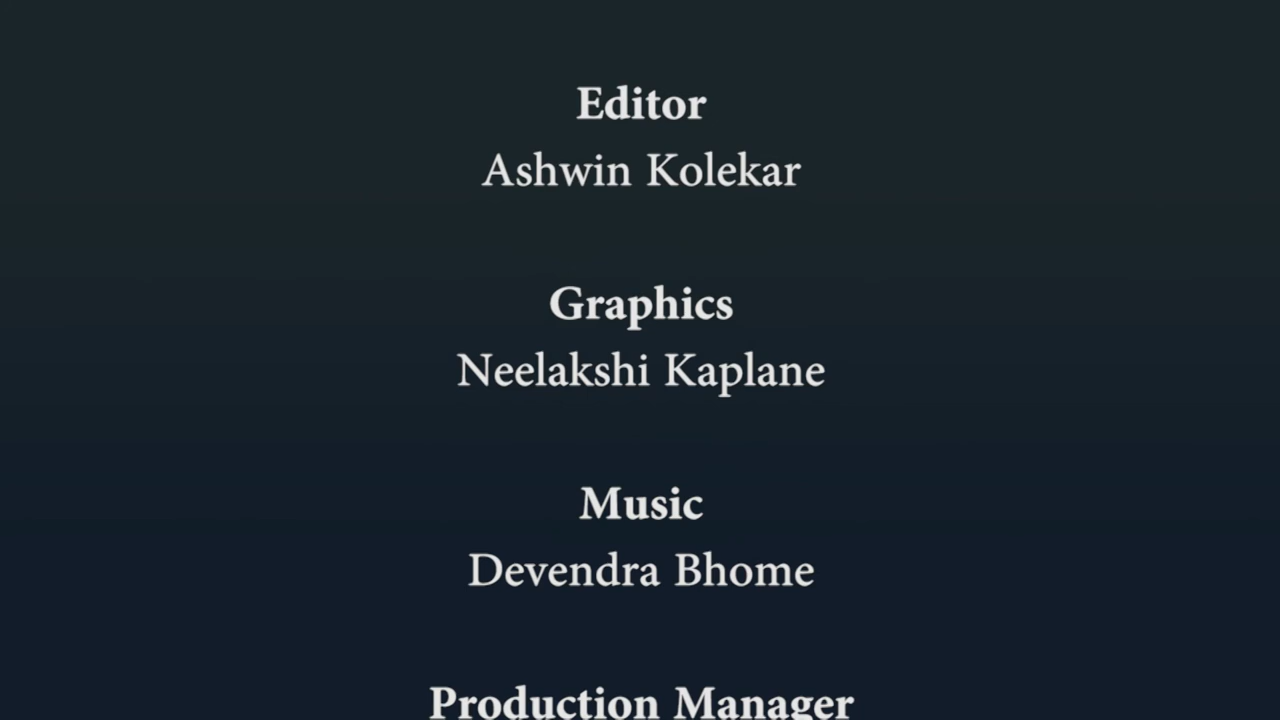 Editor
Ashwin Kolekar
Graphics
Neelakshi Kaplane
Music
Devendra Bhome
Production Manager